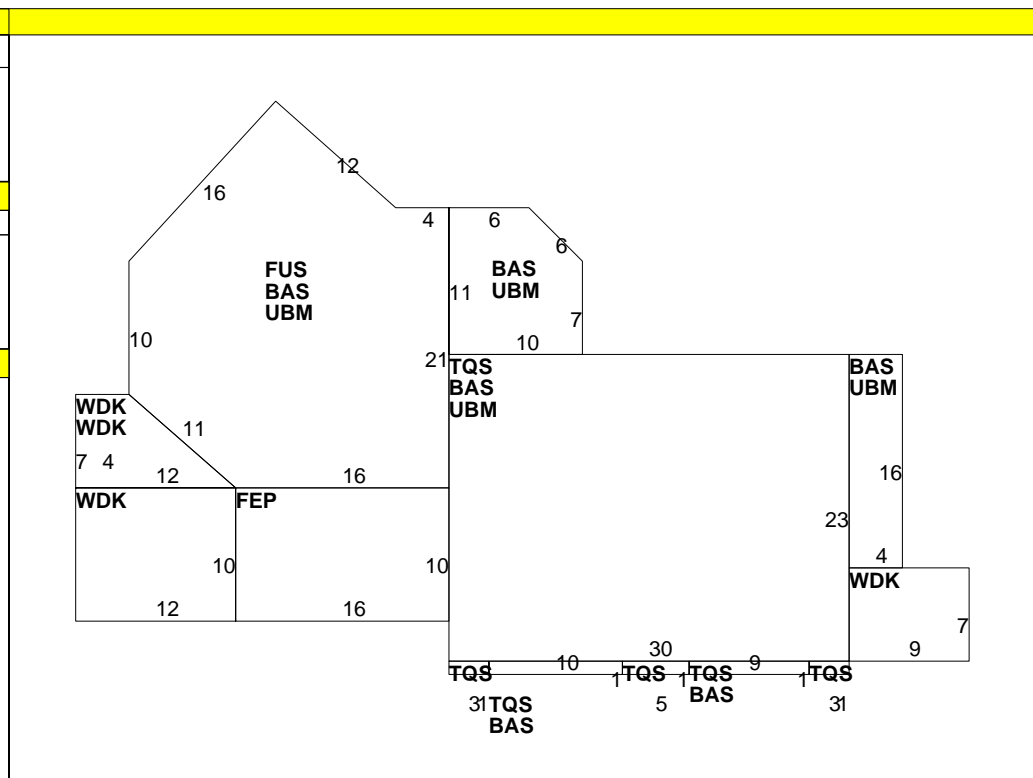 12
16
4
6
6
FUS
BAS
UBM
BAS
UBM
11
7
10
10
21
TQS
BAS
UBM
BAS
UBM
WDK
WDK
11
7 4
12
16
16
23
WDK
FEP
10
10
4
WDK
12
16
7
9
30
10
9
TQS
1
TQS
1
TQS
BAS
1
TQS
31
TQS
BAS
5
31